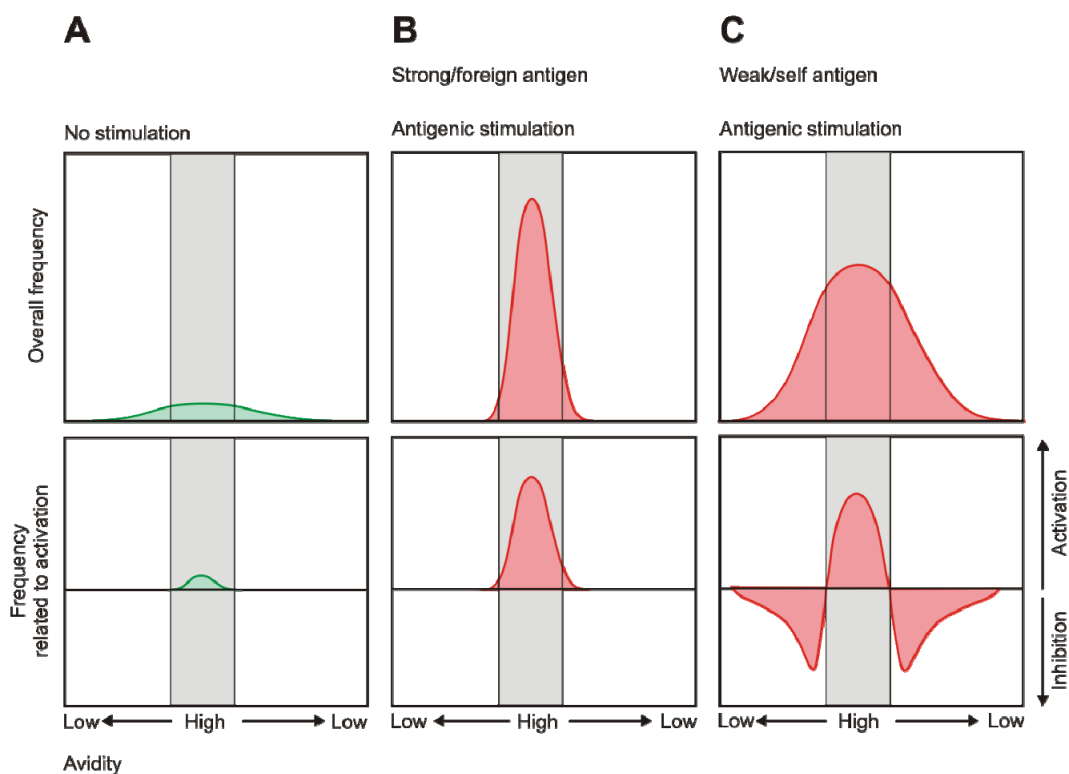 A
B
C
Strong/foreign antigen
Weak/self antigen
No stimulation
Antigenic stimulation
Antigenic stimulation
Overall frequency
Frequency
related to activation
Activation
Inhibition
Low High Low
Low High Low
Low High Low
Avidity